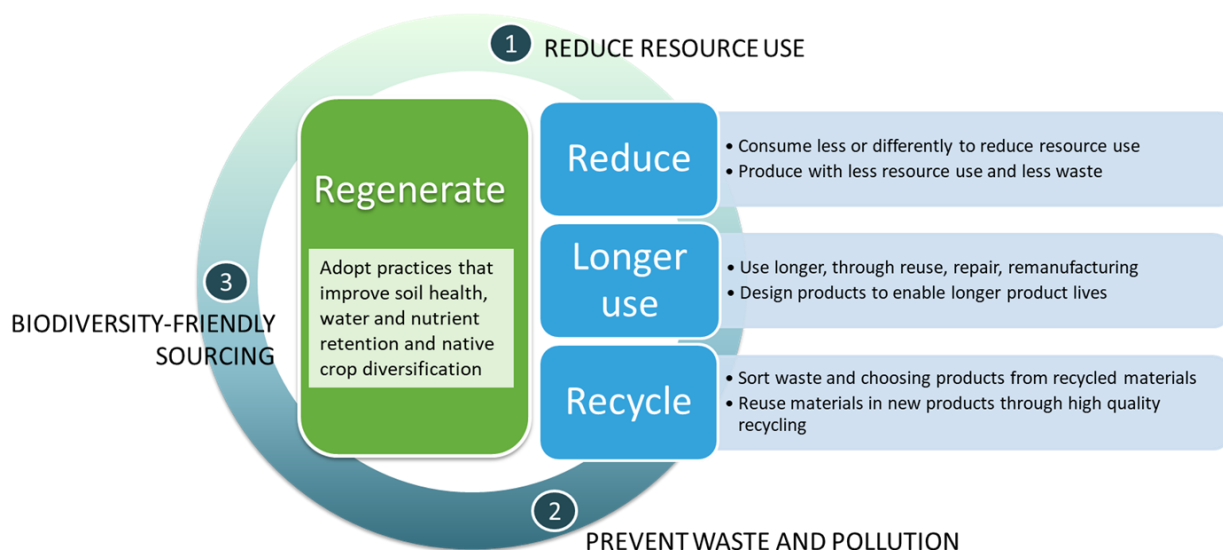 1 REDUCE RESOURCE USE
Regenerate
Adopt practices that
improve soil health,
water and nutrient
retention and native
crop diversification
Reduce
• Consume less or differently to reduce resource use
• Produce with less resource use and less waste
Longer
use
• Use longer, through reuse, repair, remanufacturing
• Design products to enable longer product lives
Recycle
• Sort waste and choosing products from recycled materials
• Reuse materials in new products through high quality
recycling
3
BIODIVERSITY-FRIENDLY
SOURCING
2
PREVENT WASTE AND POLLUTION